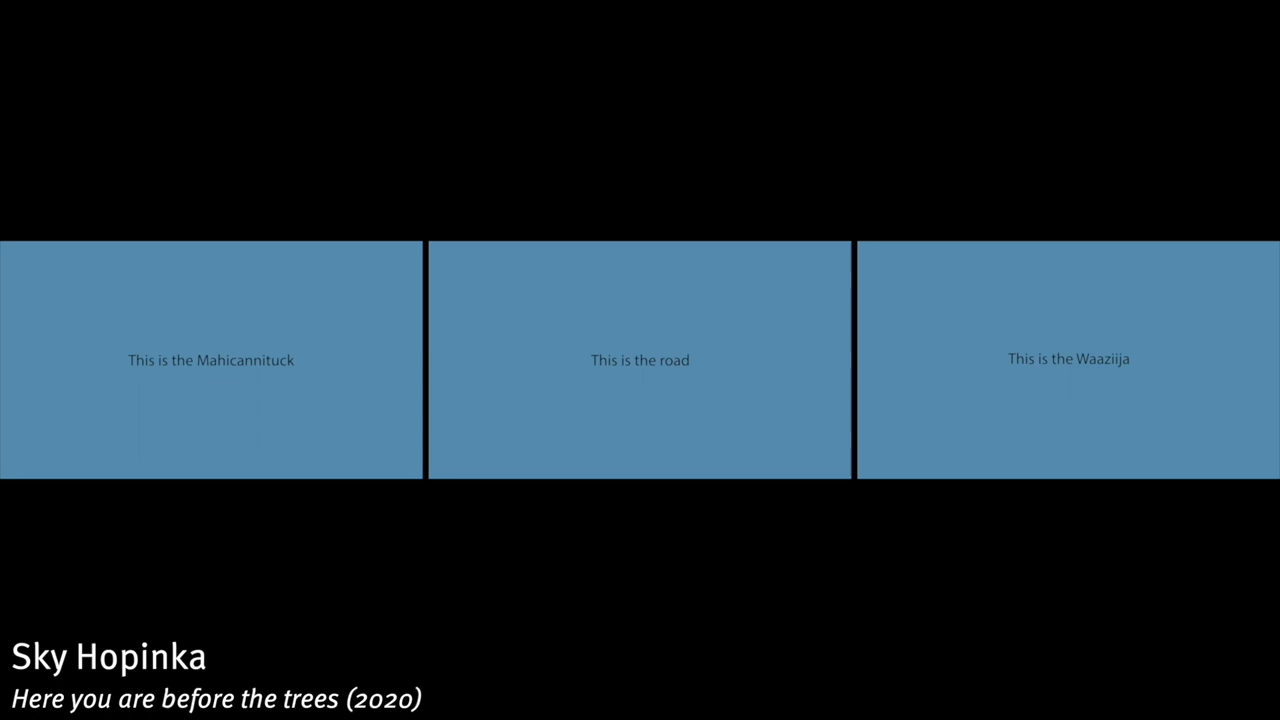 This is the Mahicannituck
This is the road
This is the Waaziija
Sky Hopinka
Here you are before the trees (2020)